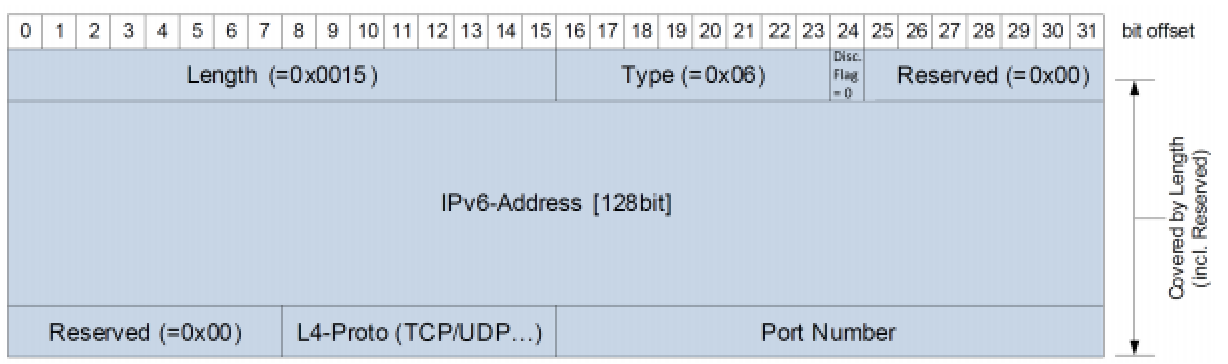 0 1 2 3 4 5 6 7 8 9 10 11 12 13 14 15 16 17 18 19 20 21 22 23 24 25 26 27 28 29 30 31 bit offset
Length (=0x0015) Type (=0x06) Disc. Reserved (=0x00)
Flag
= 0
IPv6-Address [128bit]
Covered by Length
(incl. Reserved)
Reserved (=0x00) L4-Proto (TCP/UDP...) Port Number